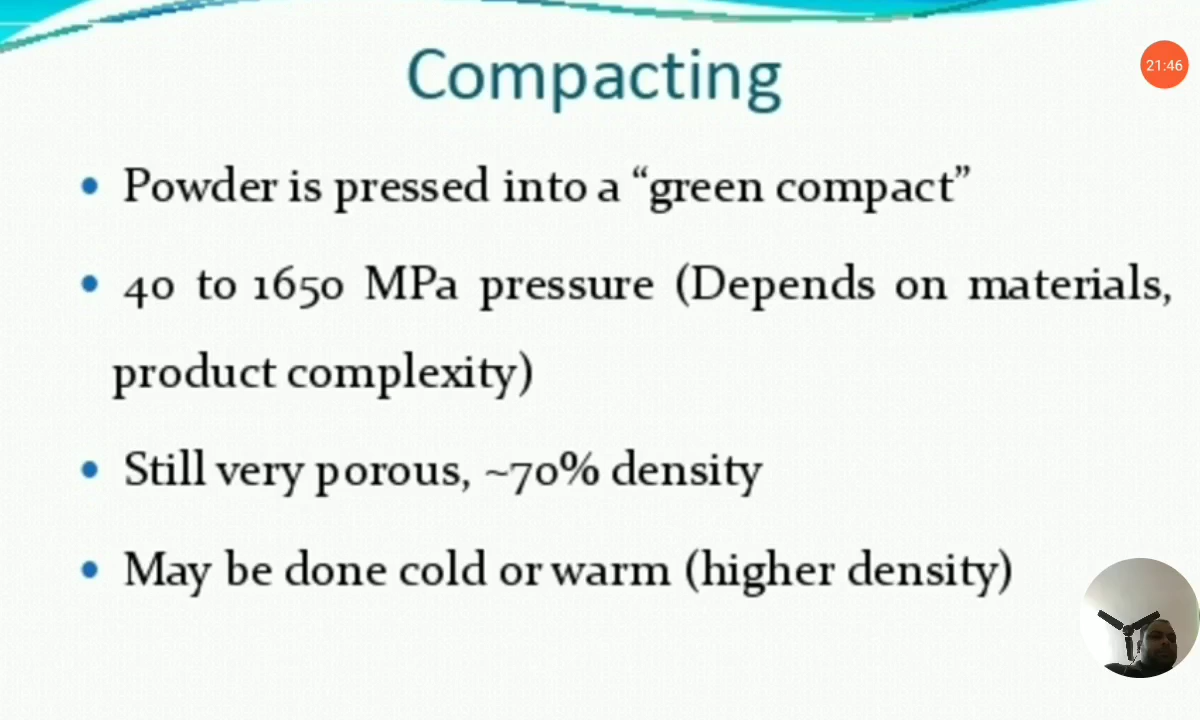 Compacting
21:46
• Powder is pressed into a “green compact”
• 40 to 1650 MPa pressure (Depends on materials,
product complexity)
• Still very porous, ~70% density
• May be done cold or warm (higher density)